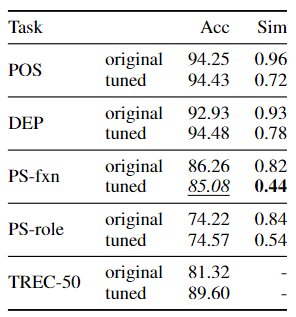 Task Acc Sim
POS original 94.25 0.96
tuned 94.43 0.72
DEP original 92.93 0.93
tuned 94.48 0.78
PS-fxn original 86.26 0.82
tuned 85.08 0.44
PS-role original 74.22 0.84
tuned 74.57 0.54
TREC-50 original 81.32 -
tuned 89.60 -